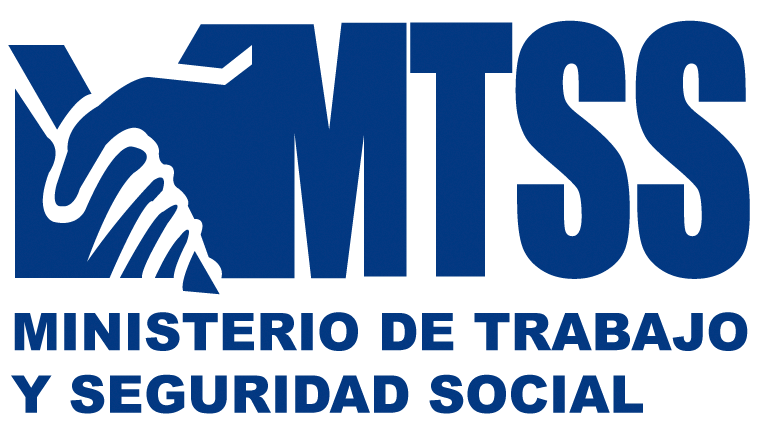 MTSS
MINISTERIO DE TRABAJO
Y SEGURIDAD SOCIAL